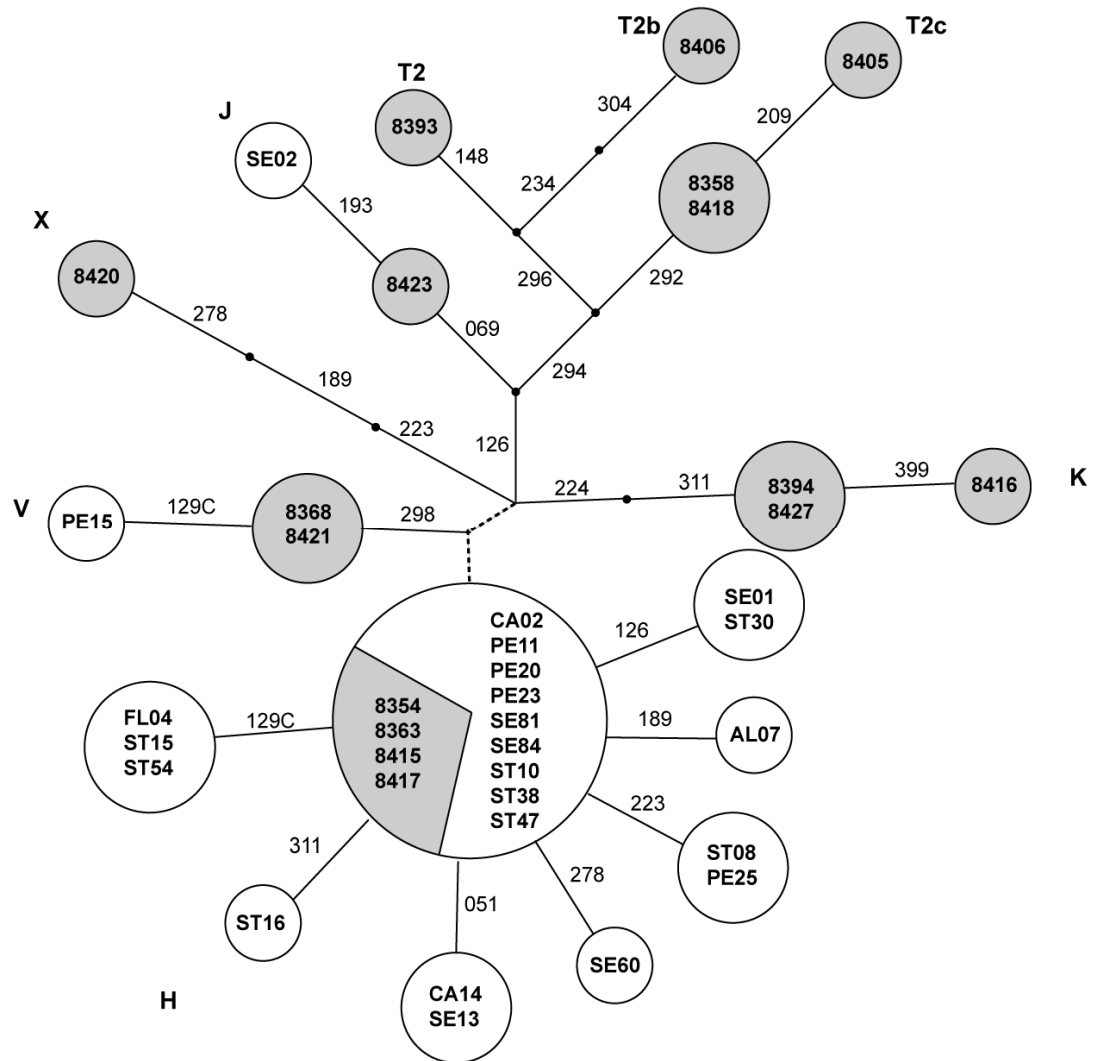 T2b
8406
T2c
8405
T2
8393
304
209
J
SE02
148
234
8358
8418
193
X
8420
8423
296
292
278
069
294
189
223
126
V
PE15
129C
8368
8421
298
224
311
8394
8427
399
8416
K
SE01
ST30
126
CA02
PE11
PE20
PE23
SE81
SE84
ST10
ST38
ST47
8354
8363
8415
8417
FL04
ST15
ST54
129C
189
AL07
223
ST08
PE25
311
ST16
278
SE60
051
CA14
SE13
H